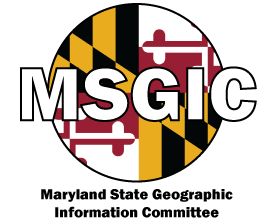 MSGIC
Maryland State Geographic
Information Committee